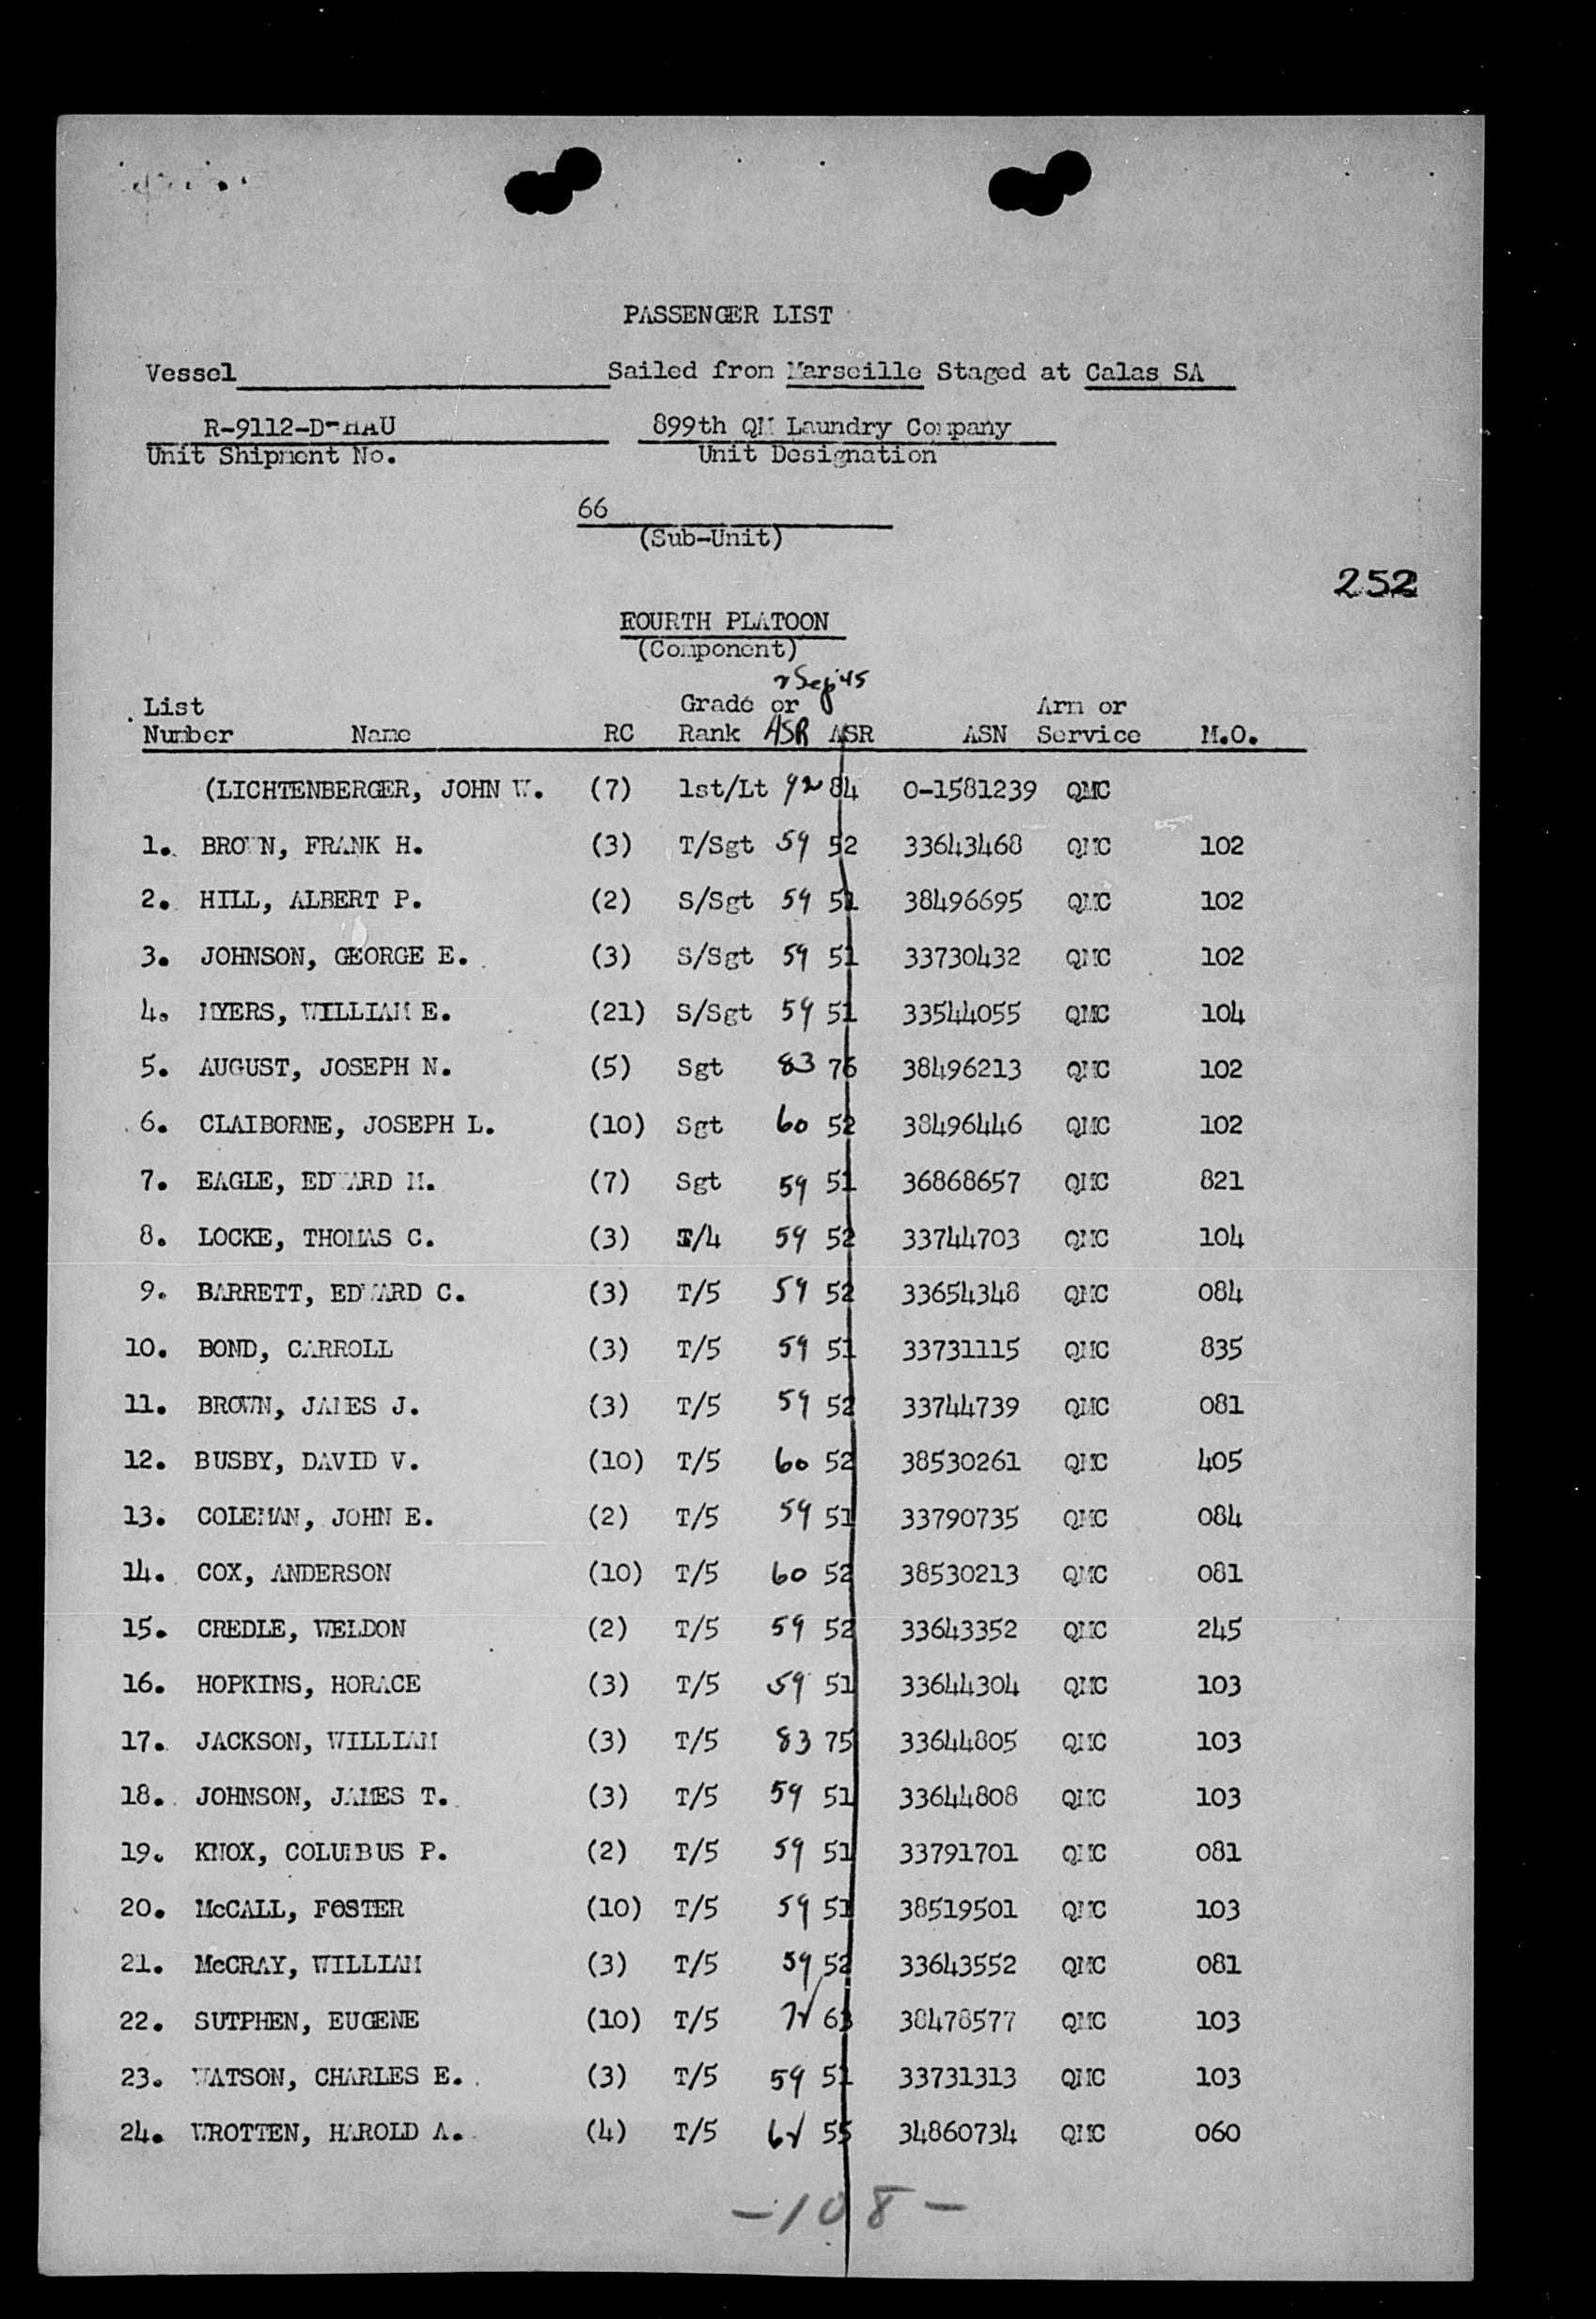 PASSENGER LIST
Vessel Sailed from Marseille Staged at Calas SA
R-9112-D-HAU 899th QM Laundry Company
Unit Shipment No. Unit Designation
66
(Sub-Unit)
252
FOURTH PLATOON
(Component)
Sep '45
List Grade or Arm or
Number Name RC Rank ASR ASR ASN Service M.O.
(LICHTENBERGER, JOHN W. (7) 1st/Lt 92 84 O-1581239 QMC
1. BROWN, FRANK H. (3) T/Sgt 59 52 33643468 QMC 102
2. HILL, ALBERT P. (2) S/Sgt 59 51 38496695 QMC 102
3. JOHNSON, GEORGE E. (3) S/Sgt 59 51 33730432 QMC 102
4. MYERS, WILLIAM E. (21) S/Sgt 59 51 33544055 QMC 104
5. AUGUST, JOSEPH N. (5) Sgt 83 76 38496213 QMC 102
6. CLAIBORNE, JOSEPH L. (10) Sgt 60 52 38496446 QMC 102
7. EAGLE, EDWARD M. (7) Sgt 59 51 36868657 QMC 821
8. LOCKE, THOMAS C. (3) T/4 59 52 33744703 QMC 104
9. BARRETT, EDWARD C. (3) T/5 59 52 33654348 QMC 084
10. BOND, CARROLL (3) T/5 59 51 33731115 QMC 835
11. BROWN, JAMES J. (3) T/5 59 52 33744739 QMC 081
12. BUSBY, DAVID V. (10) T/5 60 52 38530261 QMC 405
13. COLEMAN, JOHN E. (2) T/5 59 51 33790735 QMC 084
14. COX, ANDERSON (10) T/5 60 52 38530213 QMC 081
15. CREDLE, WELDON (2) T/5 59 52 33643352 QMC 245
16. HOPKINS, HORACE (3) T/5 59 51 33644304 QMC 103
17. JACKSON, WILLIAM (3) T/5 83 75 33644805 QMC 103
18. JOHNSON, JAMES T. (3) T/5 59 51 33644808 QMC 103
19. KNOX, COLUMBUS P. (2) T/5 59 51 33791701 QMC 081
20. McCALL, FOSTER (10) T/5 59 51 38519501 QMC 103
21. McCRAY, WILLIAM (3) T/5 59 52 33643552 QMC 081
22. SUTPHEN, EUGENE (10) T/5 63 38478577 QMC 103
23. WATSON, CHARLES E. (3) T/5 59 51 33731313 QMC 103
24. WROTTEN, HAROLD A. (4) T/5 55 34860734 QMC 060
-108-